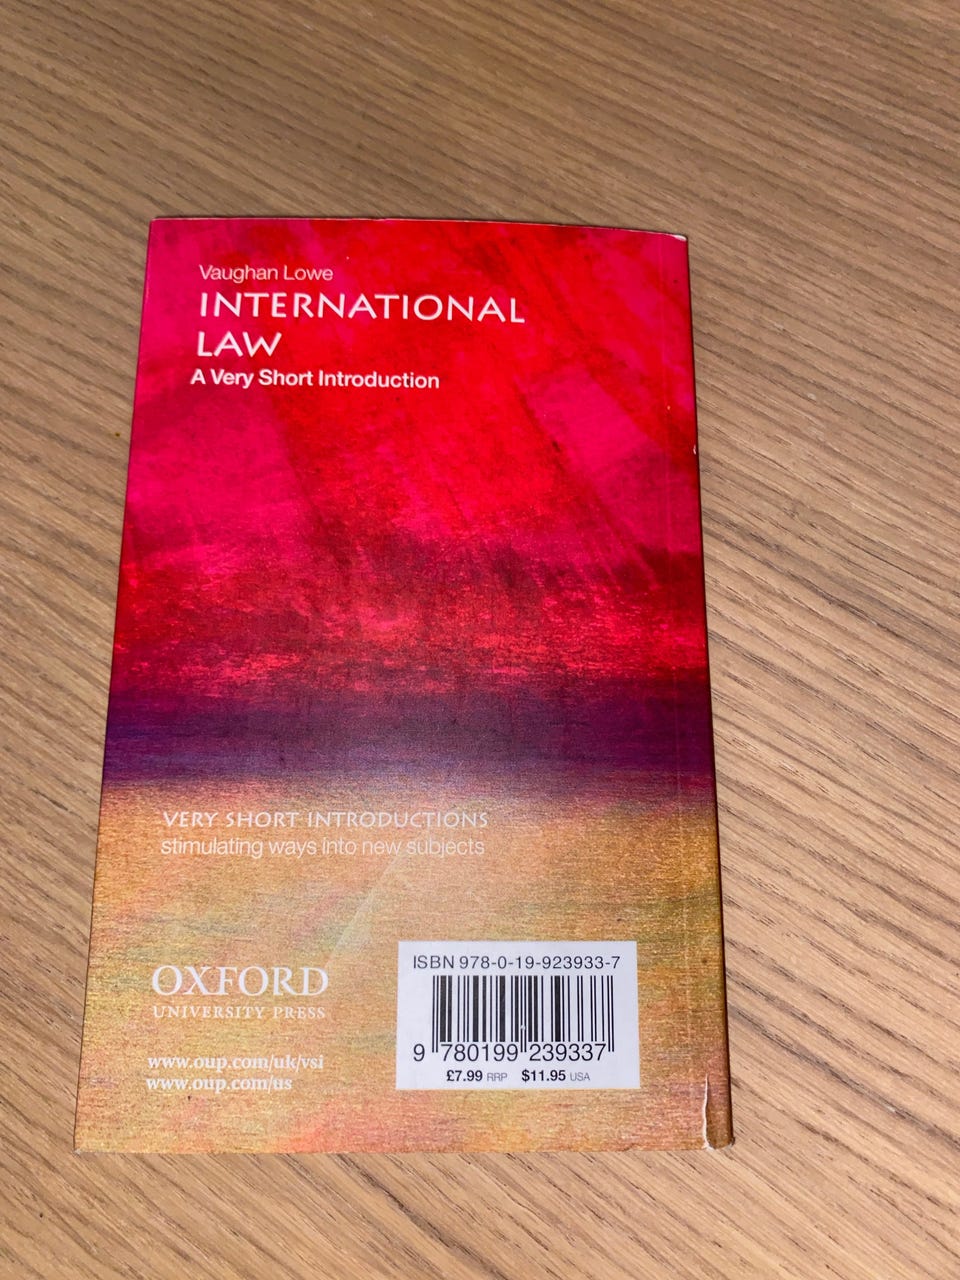 Vaughan Lowe
INTERNATIONAL
LAW
A Very Short Introduction
VERY SHORT INTRODUCTIONS
stimulating ways into new subjects
OXFORD
UNIVERSITY PRESS
www.oup.com/uk/vsi
www.oup.com/us
ISBN 978-0-19-923933-7
9 780199 239337
£7.99 RRP $11.95 USA